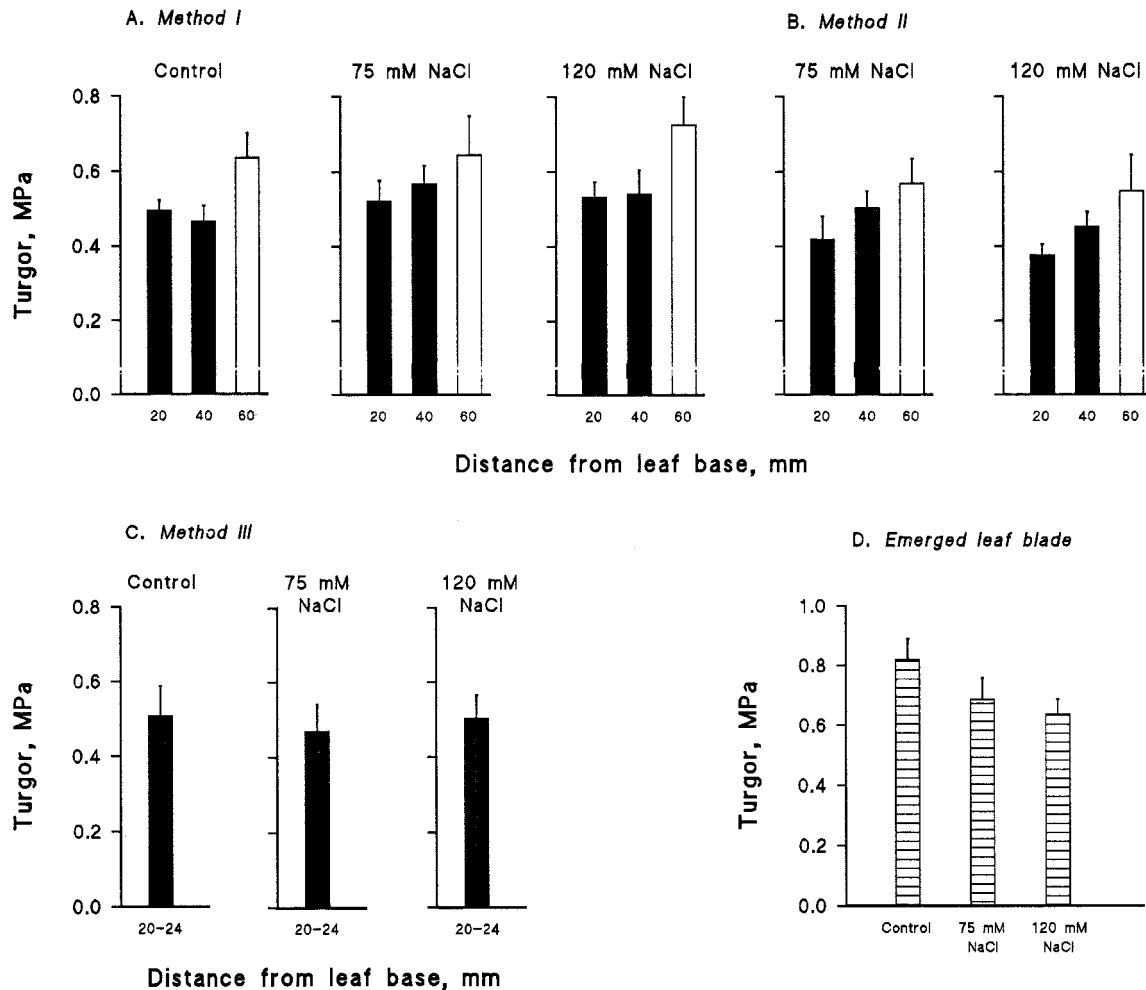 A. Method I
B. Method II
Control
75 mM NaCl
120 mM NaCl
75 mM NaCl
120 mM NaCl
Turgor, MPa
0.8
0.6
0.4
0.2
0.0
20 40 60
20 40 60
20 40 60
20 40 60
20 40 60
Distance from leaf base, mm
C. Method III
Control
75 mM
NaCl
120 mM
NaCl
Turgor, MPa
0.8
0.6
0.4
0.2
0.0
20-24
20-24
20-24
Distance from leaf base, mm
D. Emerged leaf blade
Turgor, MPa
1.0
0.8
0.6
0.4
0.2
0.0
Control
75 mM
NaCl
120 mM
NaCl